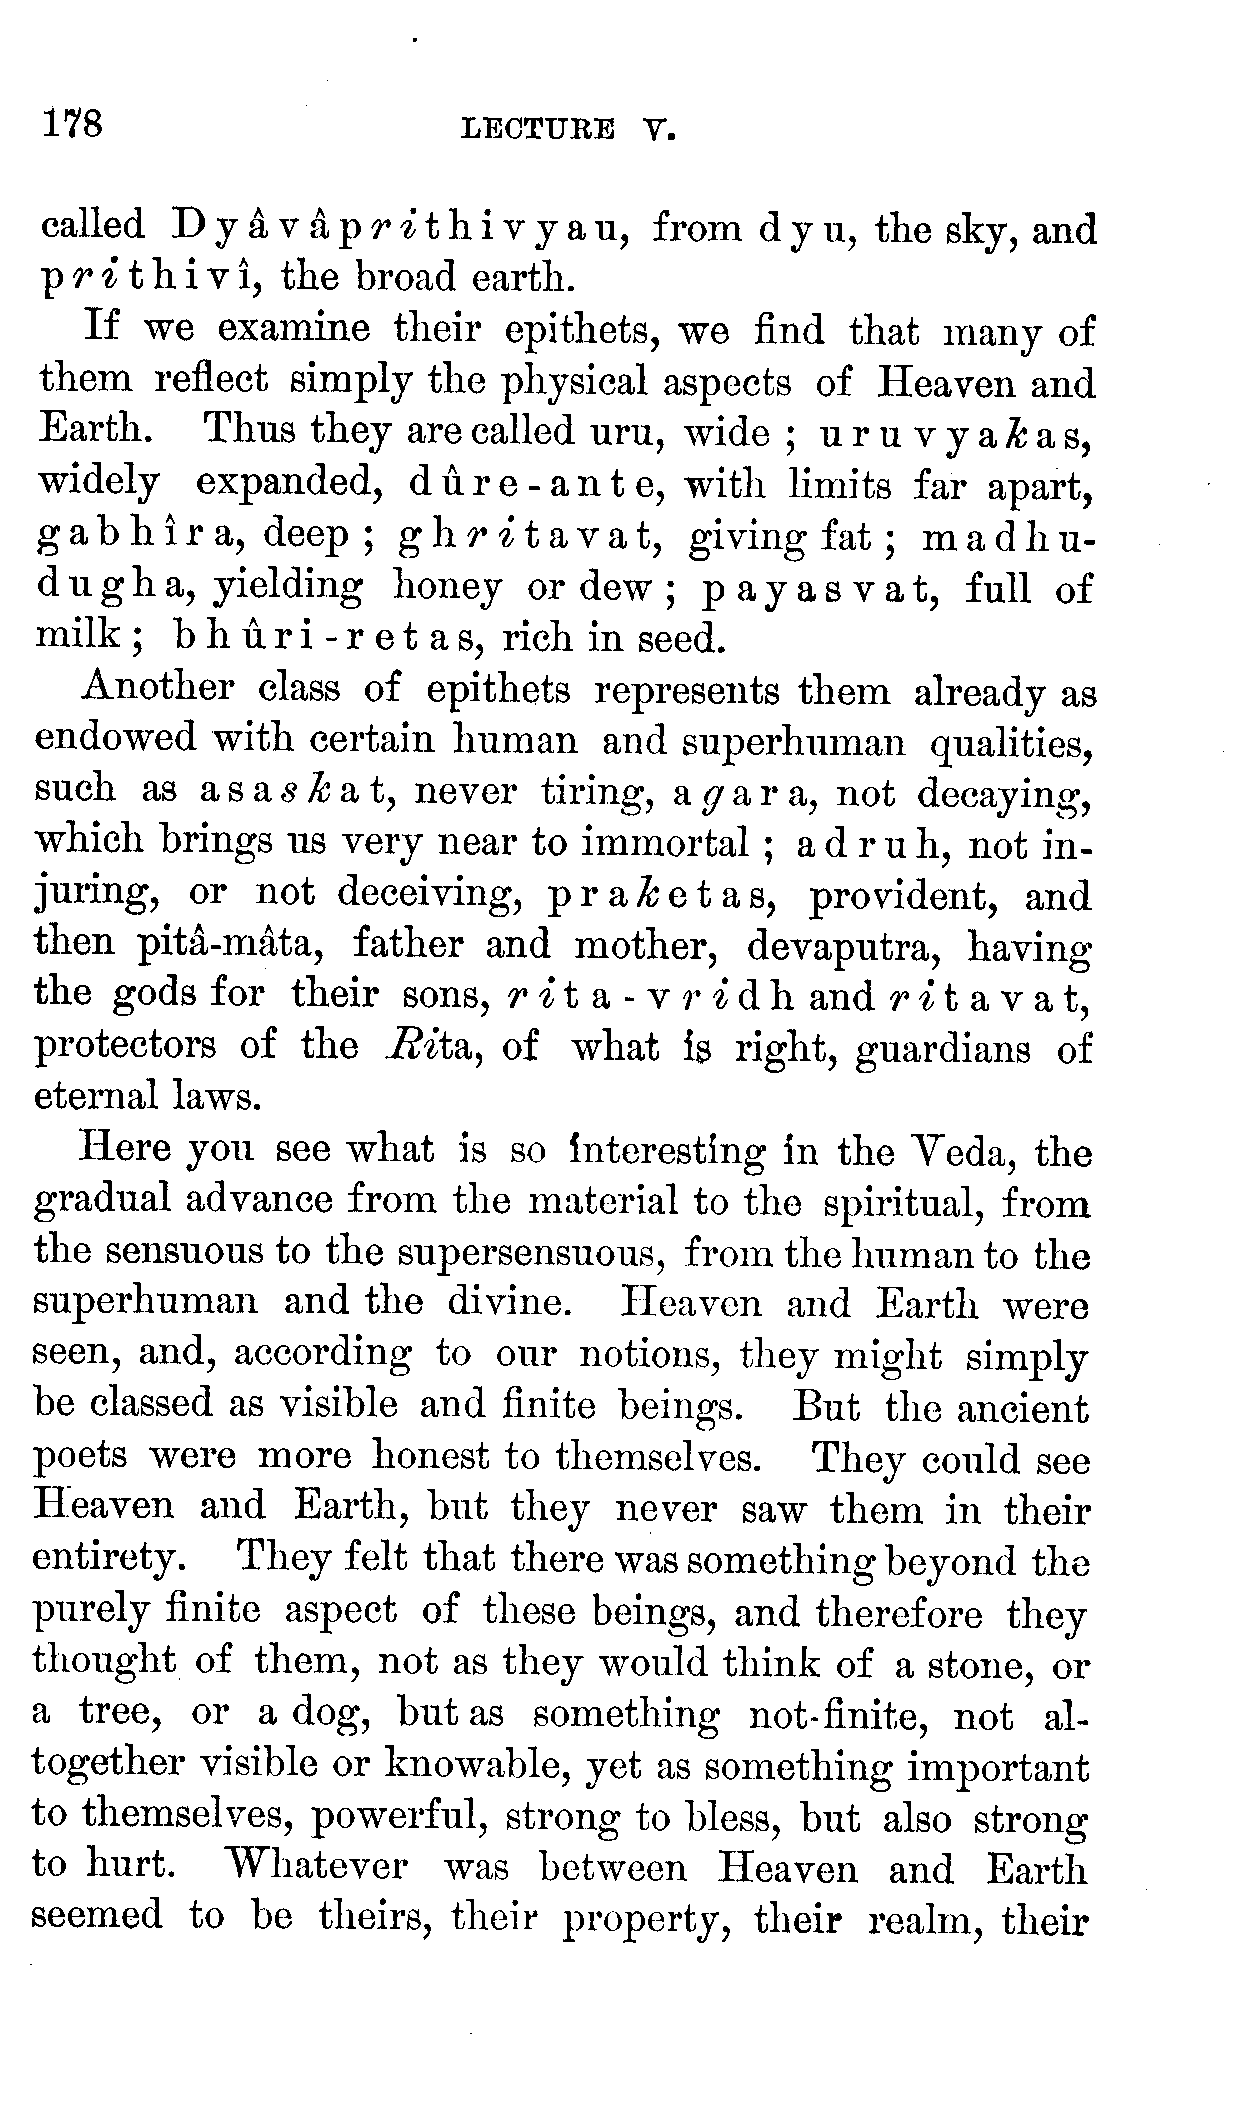 178 LECTURE V.
called Dyâvâprithivyau, from dyu, the sky, and
prithivî, the broad earth.
If we examine their epithets, we find that many of
them reflect simply the physical aspects of Heaven and
Earth. Thus they are called uru, wide ; uruvyakas,
widely expanded, dûre-ante, with limits far apart,
gabhîra, deep ; ghritavat, giving fat ; madhu-
dugha, yielding honey or dew ; payasvat, full of
milk ; bhûri-retas, rich in seed.
Another class of epithets represents them already as
endowed with certain human and superhuman qualities,
such as asaskat, never tiring, agara, not decaying,
which brings us very near to immortal ; adruh, not in-
juring, or not deceiving, praketas, provident, and
then pitâ-mâta, father and mother, devaputra, having
the gods for their sons, rita-vridh and ritavat,
protectors of the Rita, of what is right, guardians of
eternal laws.
Here you see what is so interesting in the Veda, the
gradual advance from the material to the spiritual, from
the sensuous to the supersensuous, from the human to the
superhuman and the divine. Heaven and Earth were
seen, and, according to our notions, they might simply
be classed as visible and finite beings. But the ancient
poets were more honest to themselves. They could see
Heaven and Earth, but they never saw them in their
entirety. They felt that there was something beyond the
purely finite aspect of these beings, and therefore they
thought of them, not as they would think of a stone, or
a tree, or a dog, but as something not-finite, not al-
together visible or knowable, yet as something important
to themselves, powerful, strong to bless, but also strong
to hurt. Whatever was between Heaven and Earth
seemed to be theirs, their property, their realm, their